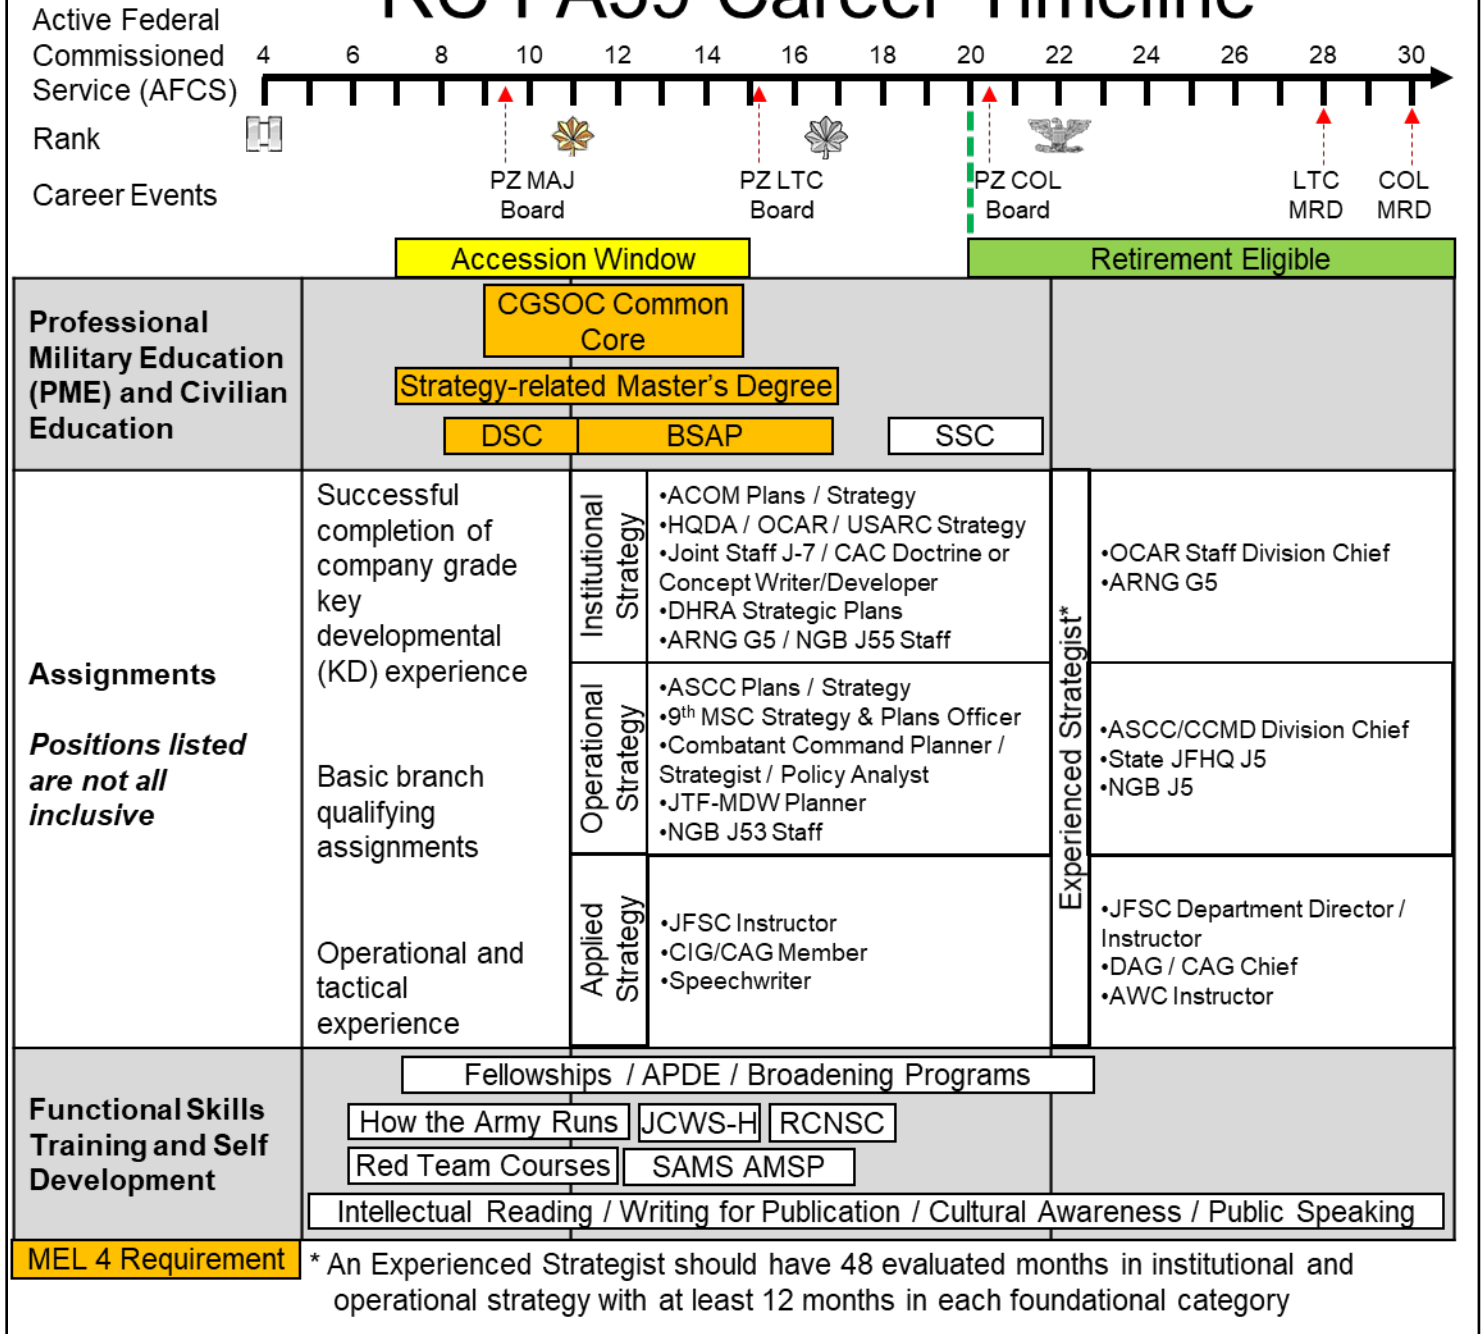 RC FA59 Career Timeline
Active Federal
Commissioned
Service (AFCS)
4 6 8 10 12 14 16 18 20 22 24 26 28 30
Rank
Career Events
PZ MAJ
Board
PZ LTC
Board
PZ COL
Board
LTC
MRD
COL
MRD
Accession Window
Retirement Eligible
Professional
Military Education
(PME) and Civilian
Education
CGSOC Common
Core
Strategy-related Master's Degree
DSC
BSAP
SSC
Assignments
Positions listed
are not all
inclusive
Successful
completion of
company grade
key
developmental
(KD) experience
Basic branch
qualifying
assignments
Operational and
tactical
experience
Institutional
Strategy
•ACOM Plans / Strategy
•HQDA / OCAR / USARC Strategy
•Joint Staff J-7 / CAC Doctrine or
Concept Writer/Developer
•DHRA Strategic Plans
•ARNG G5 / NGB J55 Staff
Operational
Strategy
•ASCC Plans / Strategy
•9th MSC Strategy & Plans Officer
•Combatant Command Planner /
Strategist / Policy Analyst
•JTF-MDW Planner
•NGB J53 Staff
Applied
Strategy
•JFSC Instructor
•CIG/CAG Member
•Speechwriter
Experienced Strategist*
•OCAR Staff Division Chief
•ARNG G5
•ASCC/CCMD Division Chief
•State JFHQ J5
•NGB J5
•JFSC Department Director /
Instructor
•DAG / CAG Chief
•AWC Instructor
Functional Skills
Training and Self
Development
Fellowships / APDE / Broadening Programs
How the Army Runs
JCWS-H
RCNSC
Red Team Courses
SAMS AMSP
Intellectual Reading / Writing for Publication / Cultural Awareness / Public Speaking
MEL 4 Requirement
* An Experienced Strategist should have 48 evaluated months in institutional and
operational strategy with at least 12 months in each foundational category